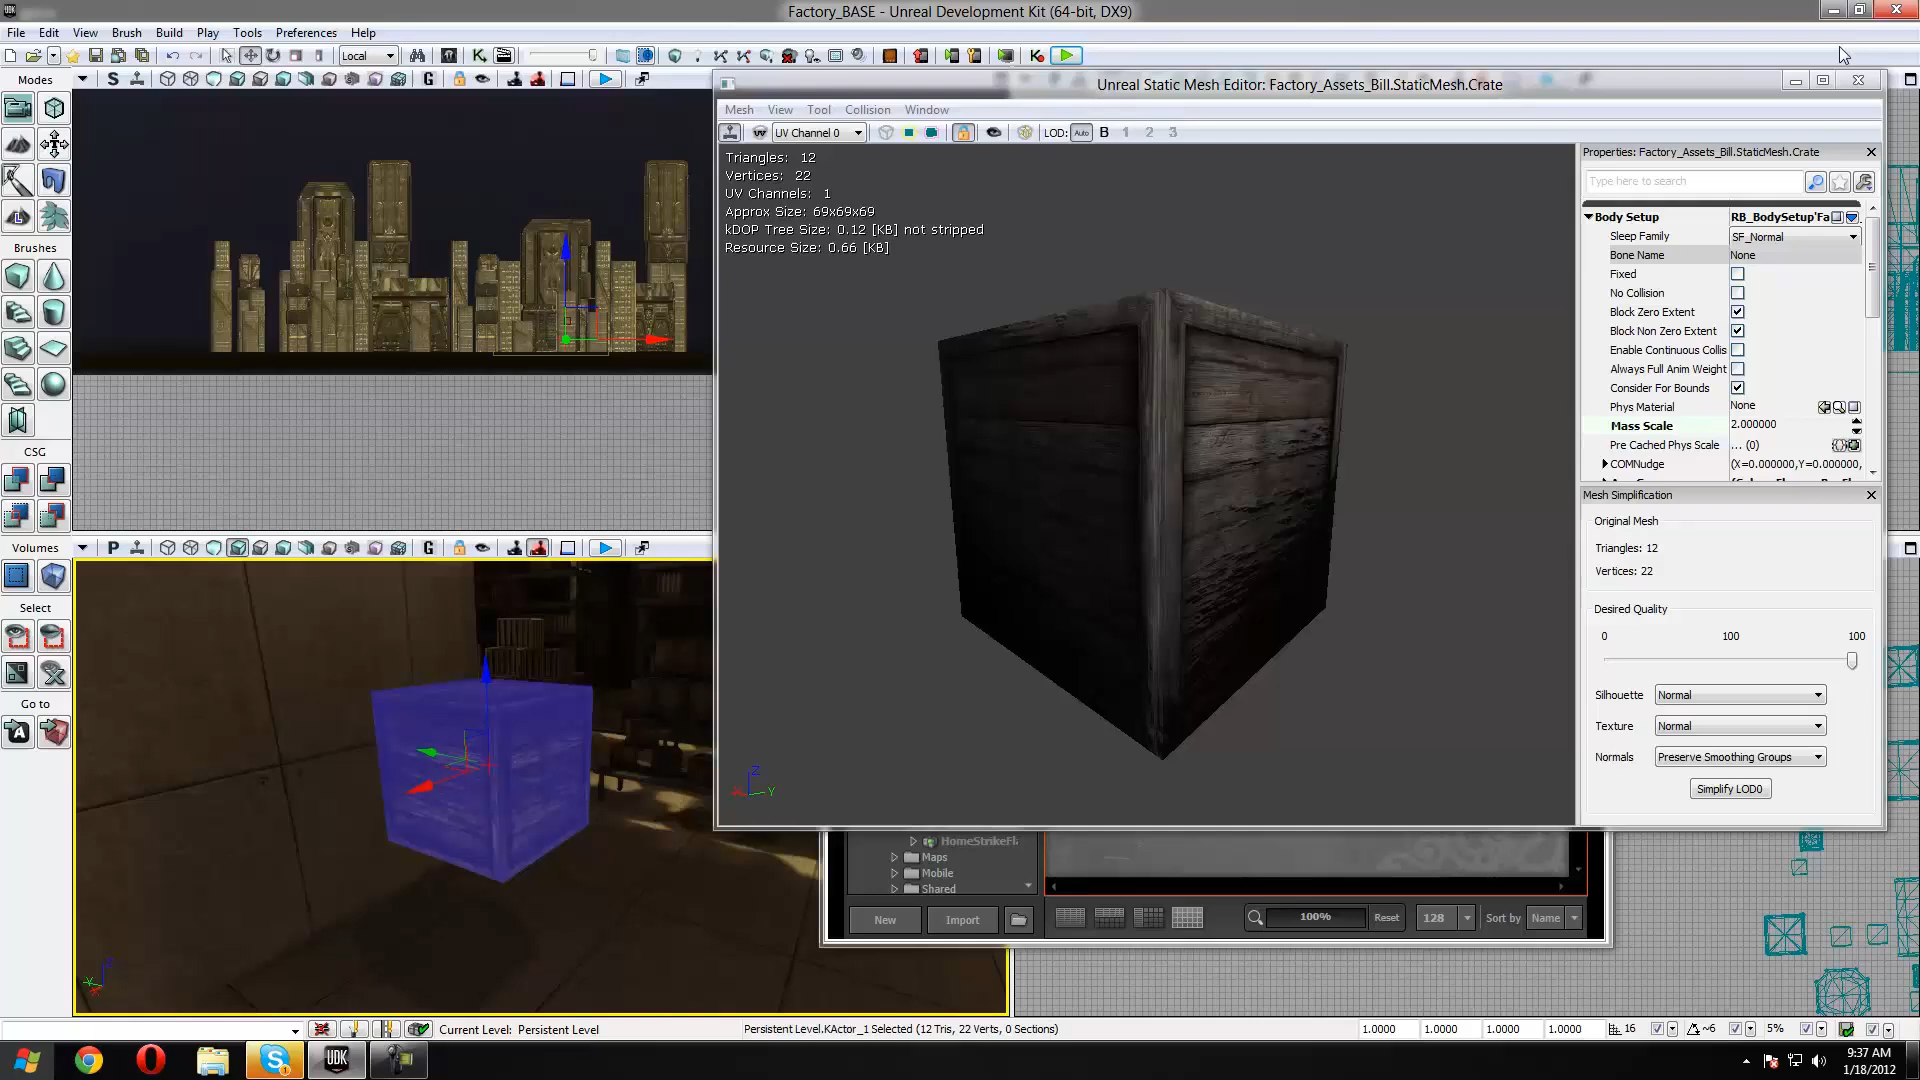 Factory_BASE - Unreal Development Kit (64-bit, DX9)
File Edit View Brush Build Play Tools Preferences Help
Local
Modes
S
G
Unreal Static Mesh Editor: Factory_Assets_Bill.StaticMesh.Crate
Mesh View Tool Collision Window
UV Channel 0
LOD: Auto B 1 2 3
Triangles: 12
Vertices: 22
UV Channels: 1
Approx Size: 69x69x69
kDOP Tree Size: 0.12 [KB] not stripped
Resource Size: 0.66 [KB]
Properties: Factory_Assets_Bill.StaticMesh.Crate
Type here to search
Body Setup RB_BodySetup'Fa
Sleep Family SF_Normal
Bone Name None
Fixed
No Collision
Block Zero Extent
Block Non Zero Extent
Enable Continuous Collis
Always Full Anim Weight
Consider For Bounds
Phys Material None
Mass Scale 2.000000
Pre Cached Phys Scale ... (0)
COMNudge (X=0.000000,Y=0.000000,
Mesh Simplification
Original Mesh
Triangles: 12
Vertices: 22
Desired Quality
0 100 100
Silhouette Normal
Texture Normal
Normals Preserve Smoothing Groups
Simplify LOD0
Brushes
CSG
Volumes
P
G
Select
Go to
Z
X
Y
HomeStrikeFl
Maps
Mobile
Shared
New Import
100% Reset 128 Sort by Name
Current Level: Persistent Level
Persistent Level.KActor_1 Selected (12 Tris, 22 Verts, 0 Sections)
1.0000 1.0000 1.0000 1.0000 16 ~6 5%
UDK
9:37 AM
1/18/2012